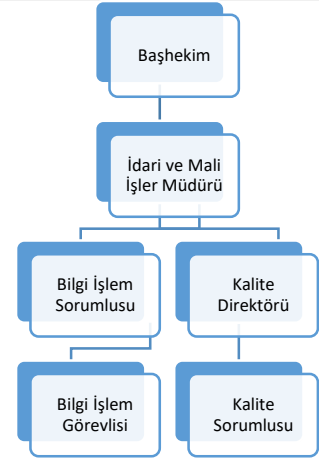 Başhekim
İdari ve Mali
İşler Müdürü
Bilgi İşlem
Sorumlusu
Kalite
Direktörü
Bilgi İşlem
Görevlisi
Kalite
Sorumlusu